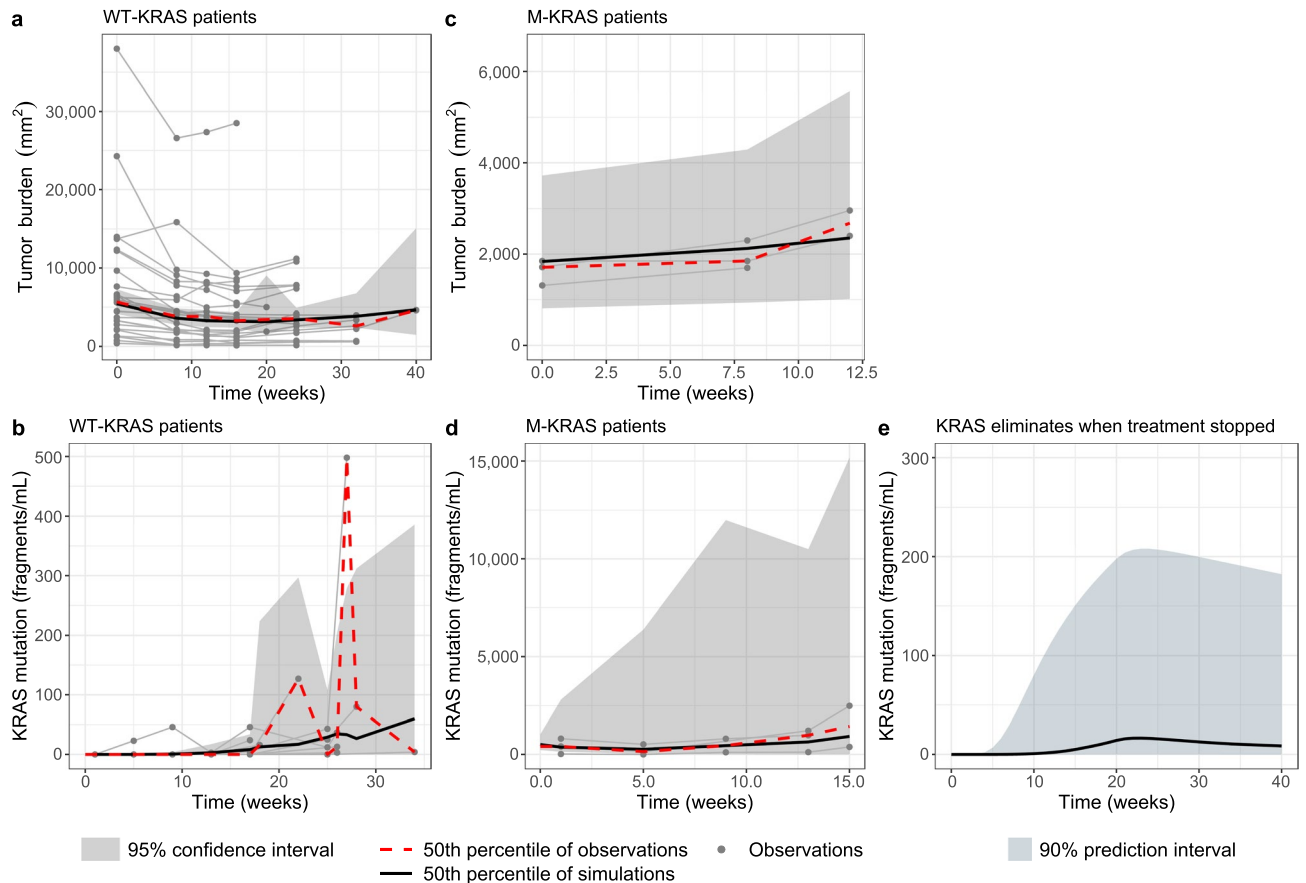 a WT-KRAS patients
Tumor burden (mm²)
30,000
20,000
10,000
0
0 10 20 30 40
Time (weeks)
c M-KRAS patients
Tumor burden (mm²)
6,000
4,000
2,000
0
0.0 2.5 5.0 7.5 10.0 12.5
Time (weeks)
b WT-KRAS patients
KRAS mutation (fragments/mL)
500
400
300
200
100
0
0 10 20 30
Time (weeks)
d M-KRAS patients
KRAS mutation (fragments/mL)
15,000
10,000
5,000
0
0.0 5.0 10.0 15.0
Time (weeks)
e KRAS eliminates when treatment stopped
KRAS mutation (fragments/mL)
300
200
100
0
0 10 20 30 40
Time (weeks)
95% confidence interval
50th percentile of observations
50th percentile of simulations
Observations
90% prediction interval